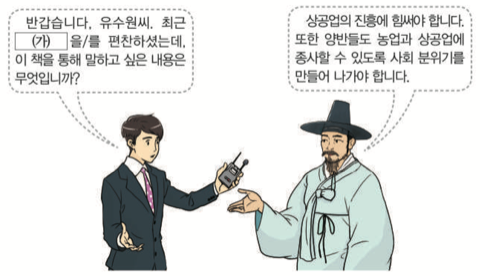 반갑습니다, 유수원씨. 최근
(가) 을/를 편찬하셨는데,
이 책을 통해 말하고 싶은 내용은
무엇입니까?
상공업의 진흥에 힘써야 합니다.
또한 양반들도 농업과 상공업에
종사할 수 있도록 사회 분위기를
만들어 나가야 합니다.